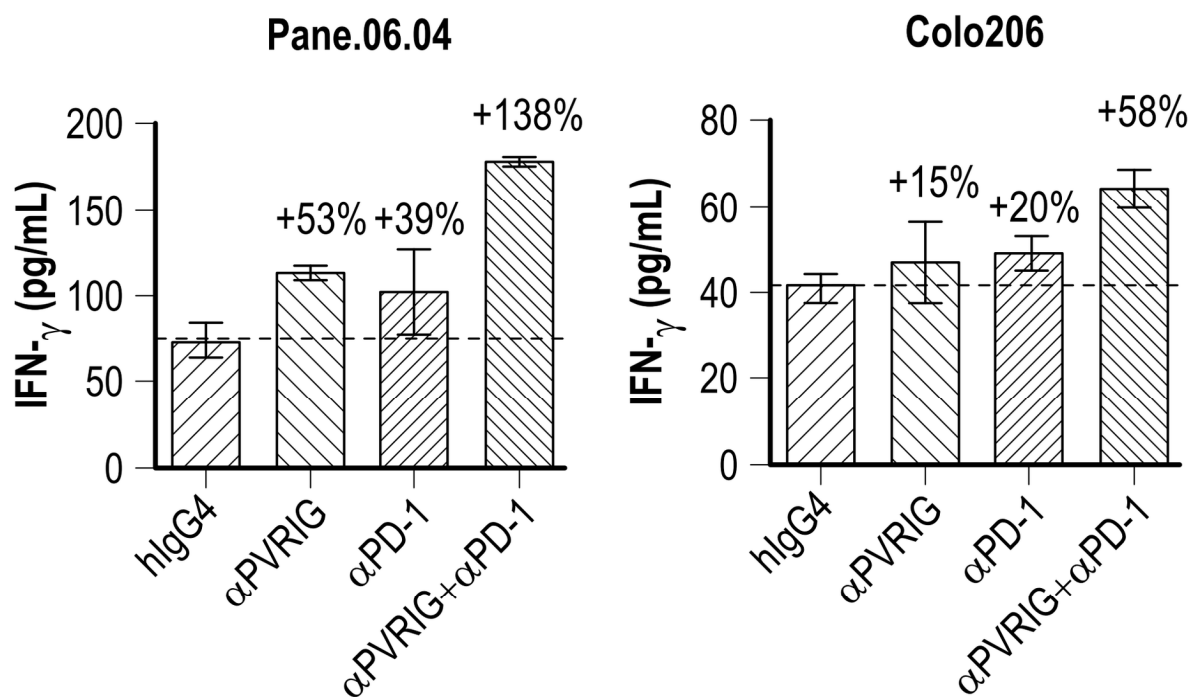 Pane.06.04
IFN-γ (pg/mL)
200
150
100
50
0
+53%
+39%
+138%
hIgG4
αPVRIG
αPD-1
αPVRIG+αPD-1
Colo206
IFN-γ (pg/mL)
80
60
40
20
0
+15%
+20%
+58%
hIgG4
αPVRIG
αPD-1
αPVRIG+αPD-1